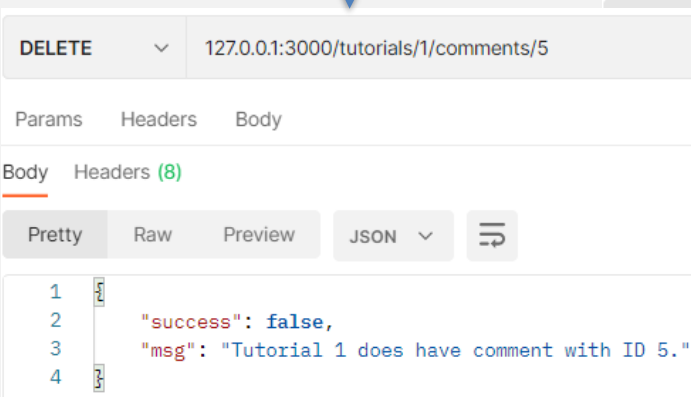 DELETE 127.0.0.1:3000/tutorials/1/comments/5
Params Headers Body
Body Headers (8)
Pretty Raw Preview JSON
1 {
2 "success": false,
3 "msg": "Tutorial 1 does have comment with ID 5."
4 }